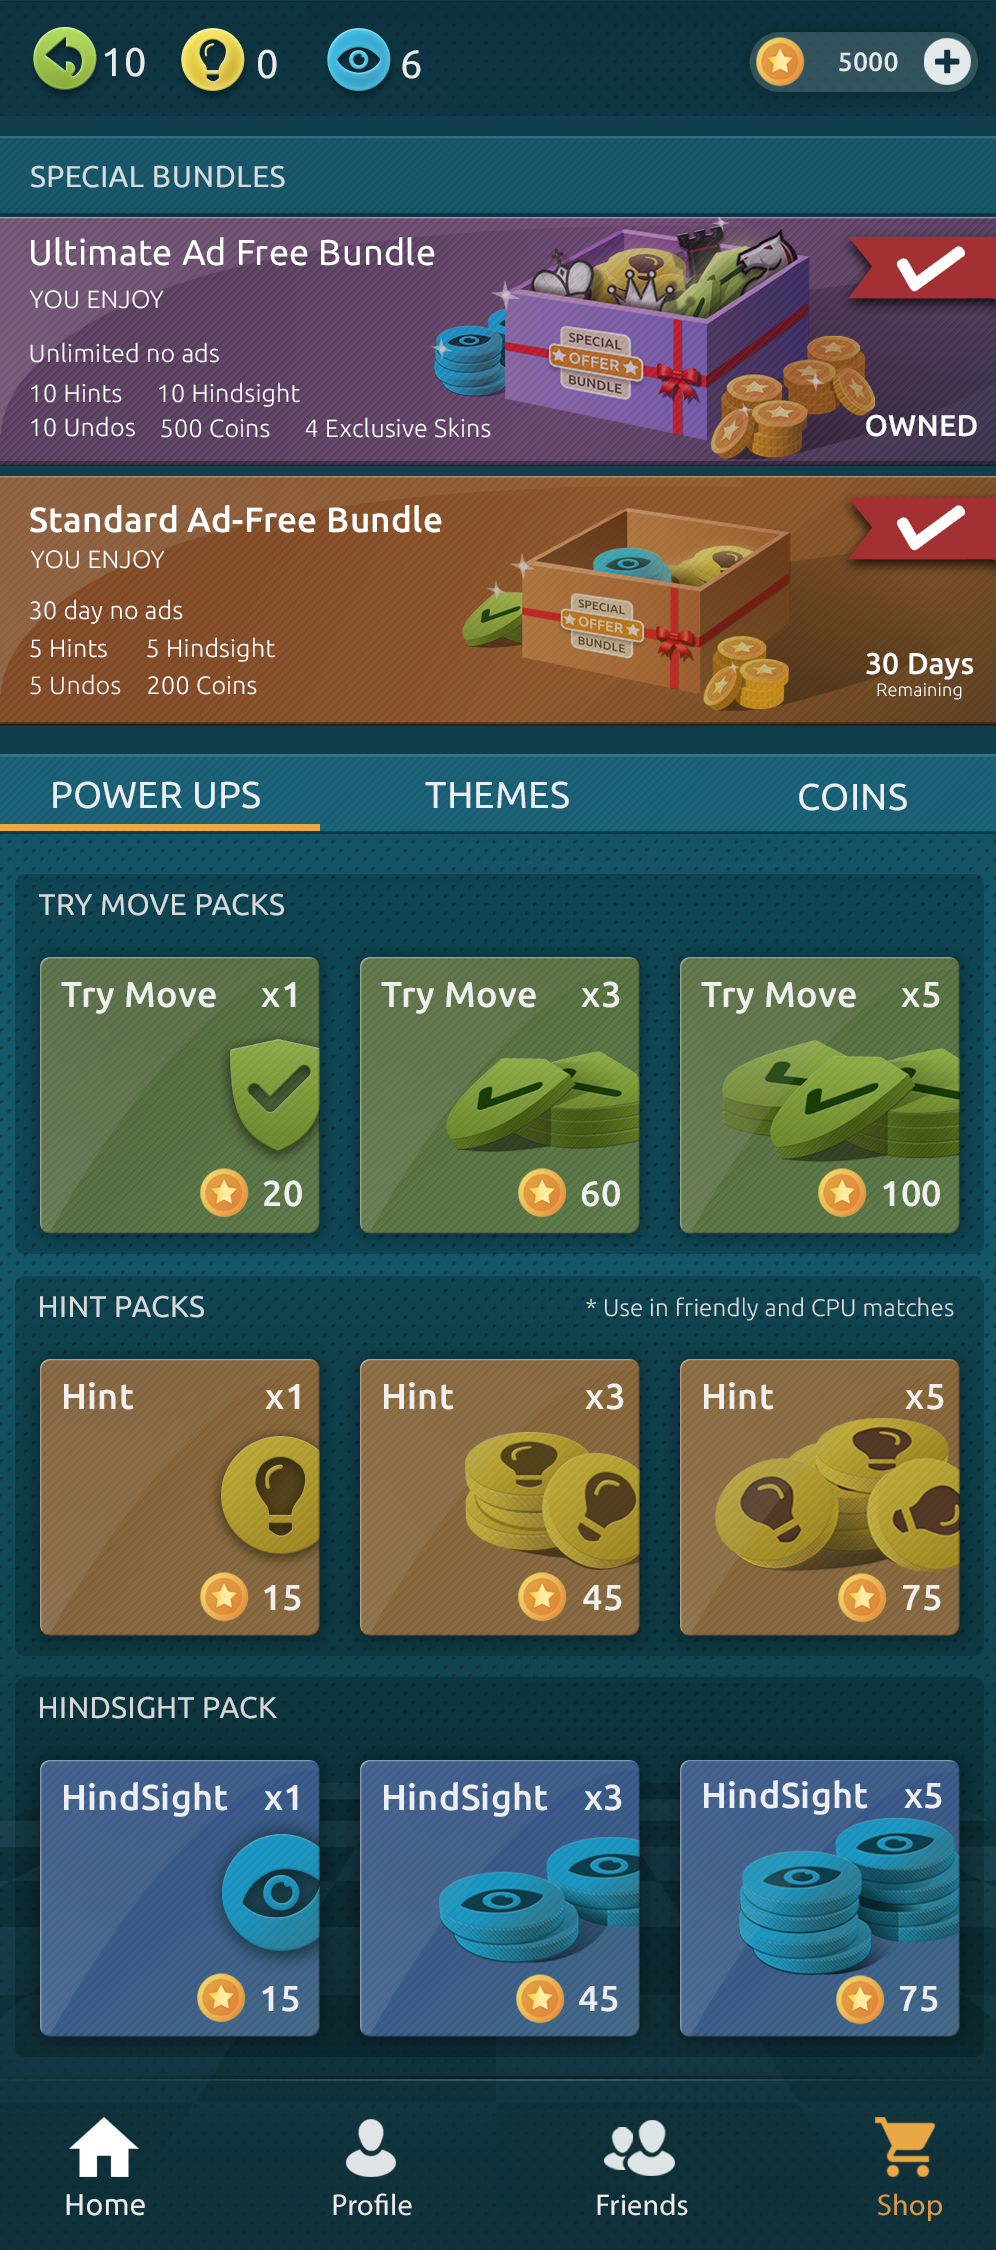 10 0 6 5000
SPECIAL BUNDLES
Ultimate Ad Free Bundle
YOU ENJOY
Unlimited no ads
10 Hints 10 Hindsight
10 Undos 500 Coins 4 Exclusive Skins
SPECIAL
OFFER
BUNDLE
OWNED
Standard Ad-Free Bundle
YOU ENJOY
30 day no ads
5 Hints 5 Hindsight
5 Undos 200 Coins
SPECIAL
OFFER
BUNDLE
30 Days
Remaining
POWER UPS THEMES COINS
TRY MOVE PACKS
Try Move x1 Try Move x3 Try Move x5
20 60 100
HINT PACKS * Use in friendly and CPU matches
Hint x1 Hint x3 Hint x5
15 45 75
HINDSIGHT PACK
HindSight x1 HindSight x3 HindSight x5
15 45 75
Home Profile Friends Shop